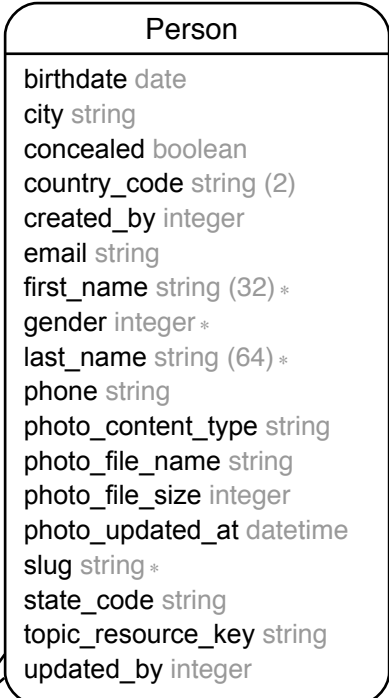 Person
birthdate date
city string
concealed boolean
country_code string (2)
created_by integer
email string
first_name string (32) *
gender integer *
last_name string (64) *
phone string
photo_content_type string
photo_file_name string
photo_file_size integer
photo_updated_at datetime
slug string *
state_code string
topic_resource_key string
updated_by integer